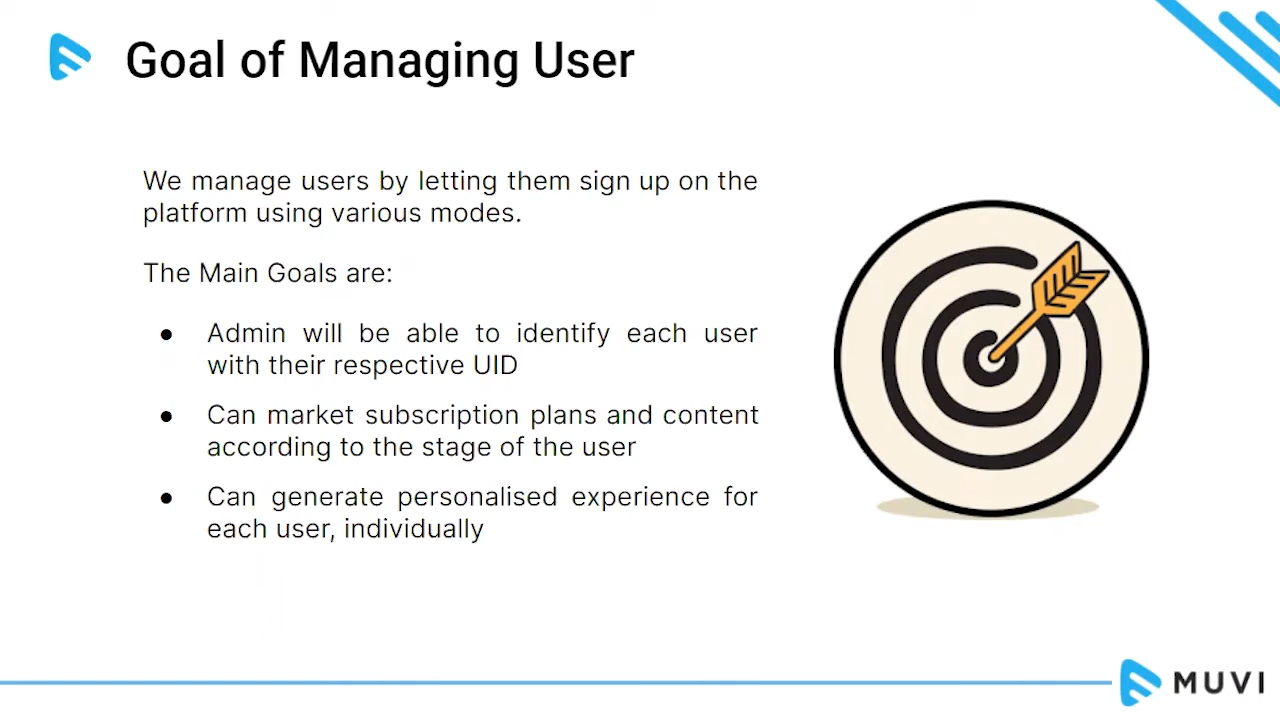 Goal of Managing User
We manage users by letting them sign up on the
platform using various modes.
The Main Goals are:
● Admin will be able to identify each user
with their respective UID
● Can market subscription plans and content
according to the stage of the user
● Can generate personalised experience for
each user, individually
MUVI